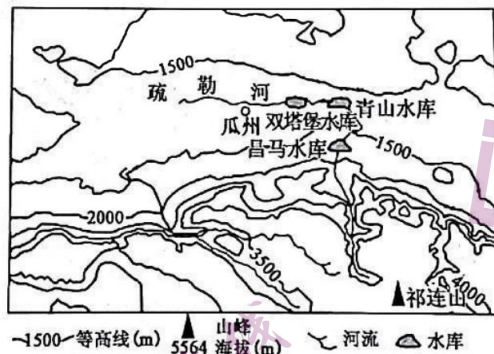 1500
疏勒河
青山水库
瓜州
双塔堡水库
昌马水库
1500
2000
3500
4000
祁连山
1500 等高线(m)
山峰
5564 海拔(m)
河流
水库